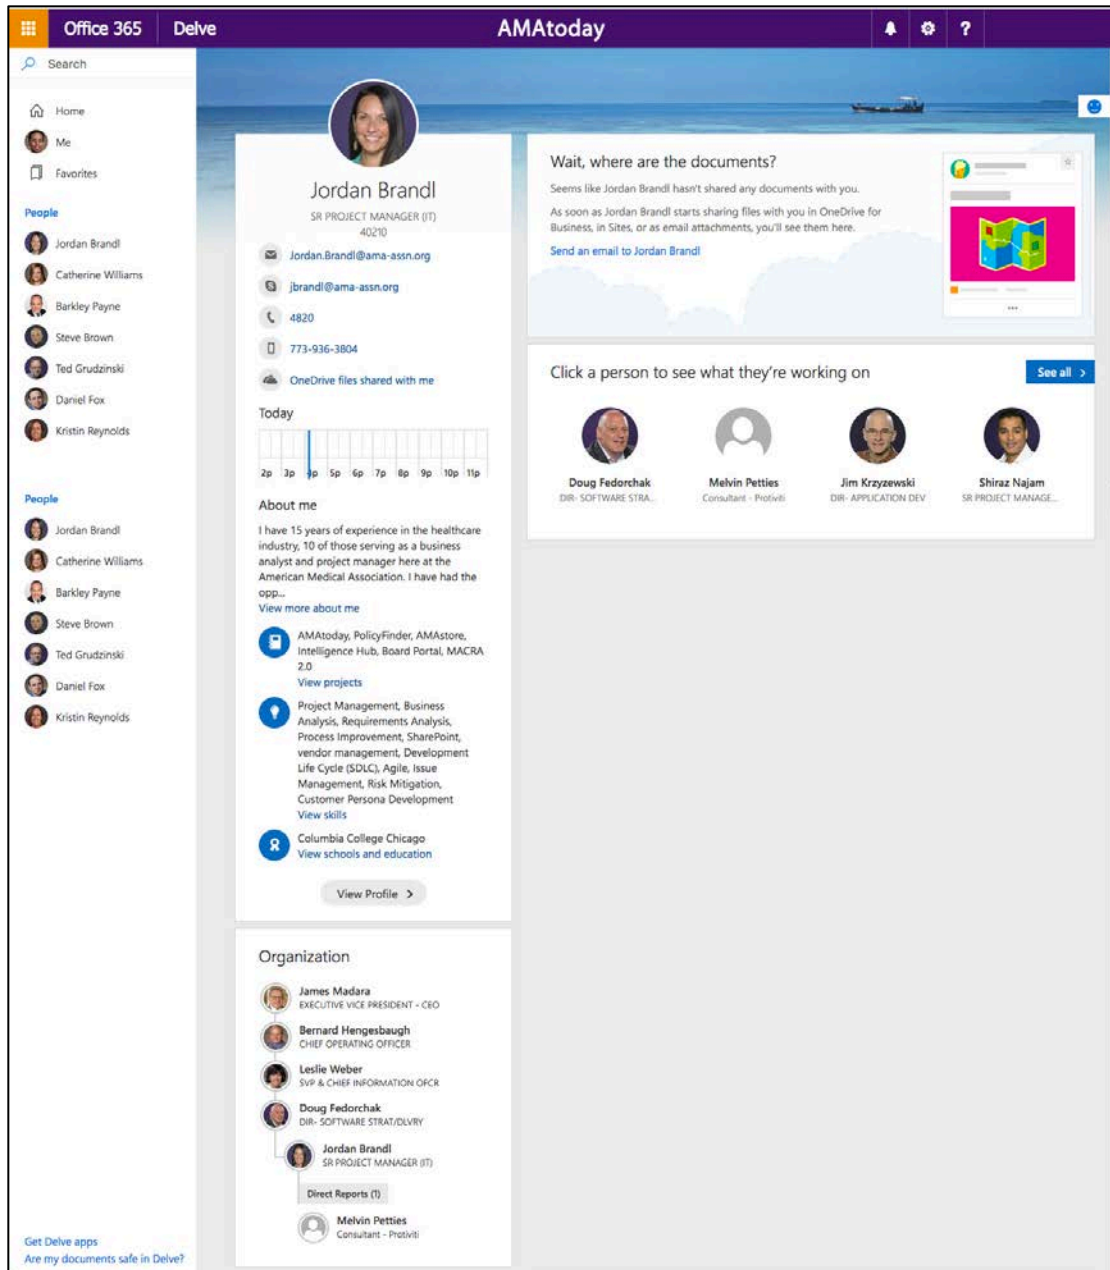 Office 365
Delve
AMAtoday
?
Search
Home
Me
Favorites
People
Jordan Brandl
Catherine Williams
Barkley Payne
Steve Brown
Ted Grudzinski
Daniel Fox
Kristin Reynolds
People
Jordan Brandl
Catherine Williams
Barkley Payne
Steve Brown
Ted Grudzinski
Daniel Fox
Kristin Reynolds
Get Delve apps
Are my documents safe in Delve?
Jordan Brandl
SR PROJECT MANAGER (IT)
40210
Jordan.Brandl@ama-assn.org
jbrandl@ama-assn.org
4820
773-936-3804
OneDrive files shared with me
Today
2p 3p 4p 5p 6p 7p 8p 9p 10p 11p
About me
I have 15 years of experience in the healthcare
industry, 10 of those serving as a business
analyst and project manager here at the
American Medical Association. I have had the
opp...
View more about me
AMAtoday, PolicyFinder, AMAstore,
Intelligence Hub, Board Portal, MACRA
2.0
View projects
Project Management, Business
Analysis, Requirements Analysis,
Process Improvement, SharePoint,
vendor management, Development
Life Cycle (SDLC), Agile, Issue
Management, Risk Mitigation,
Customer Persona Development
View skills
Columbia College Chicago
View schools and education
View Profile >
Organization
James Madara
EXECUTIVE VICE PRESIDENT - CEO
Bernard Hengesbaugh
CHIEF OPERATING OFFICER
Leslie Weber
SVP & CHIEF INFORMATION OFCR
Doug Fedorchak
DIR- SOFTWARE STRAT/DLVRY
Jordan Brandl
SR PROJECT MANAGER (IT)
Direct Reports (1)
Melvin Petties
Consultant - Protiviti
Wait, where are the documents?
Seems like Jordan Brandl hasn't shared any documents with you.
As soon as Jordan Brandl starts sharing files with you in OneDrive for
Business, in Sites, or as email attachments, you'll see them here.
Send an email to Jordan Brandl
Click a person to see what they're working on
See all >
Doug Fedorchak
DIR- SOFTWARE STRA...
Melvin Petties
Consultant - Protiviti
Jim Krzyzewski
DIR- APPLICATION DEV
Shiraz Najam
SR PROJECT MANAGE...